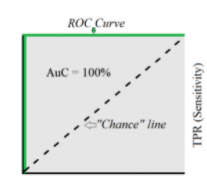 ROC Curve
AuC = 100%
"Chance" line
TPR (Sensitivity)